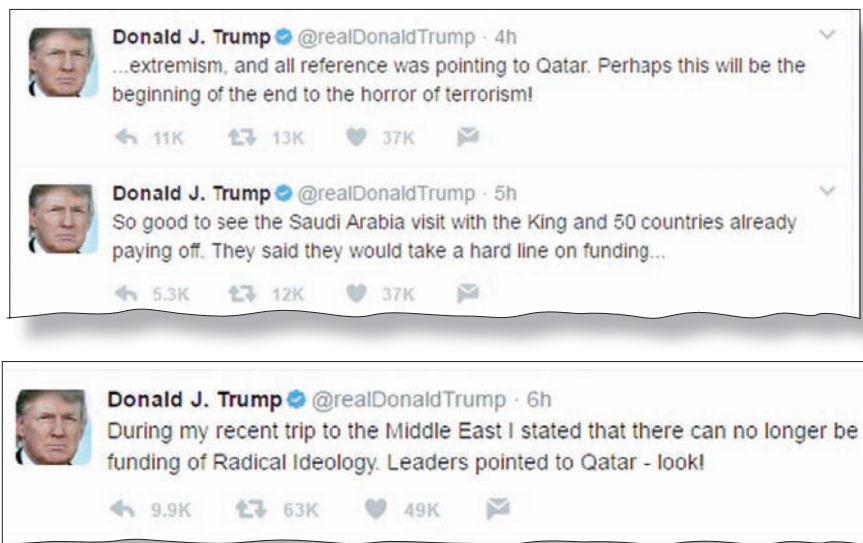 Donald J. Trump @realDonaldTrump · 4h
...extremism, and all reference was pointing to Qatar. Perhaps this will be the
beginning of the end to the horror of terrorism!
11K 13K 37K
Donald J. Trump @realDonaldTrump · 5h
So good to see the Saudi Arabia visit with the King and 50 countries already
paying off. They said they would take a hard line on funding...
5.3K 12K 37K
Donald J. Trump @realDonaldTrump · 6h
During my recent trip to the Middle East I stated that there can no longer be
funding of Radical Ideology. Leaders pointed to Qatar - look!
9.9K 63K 49K